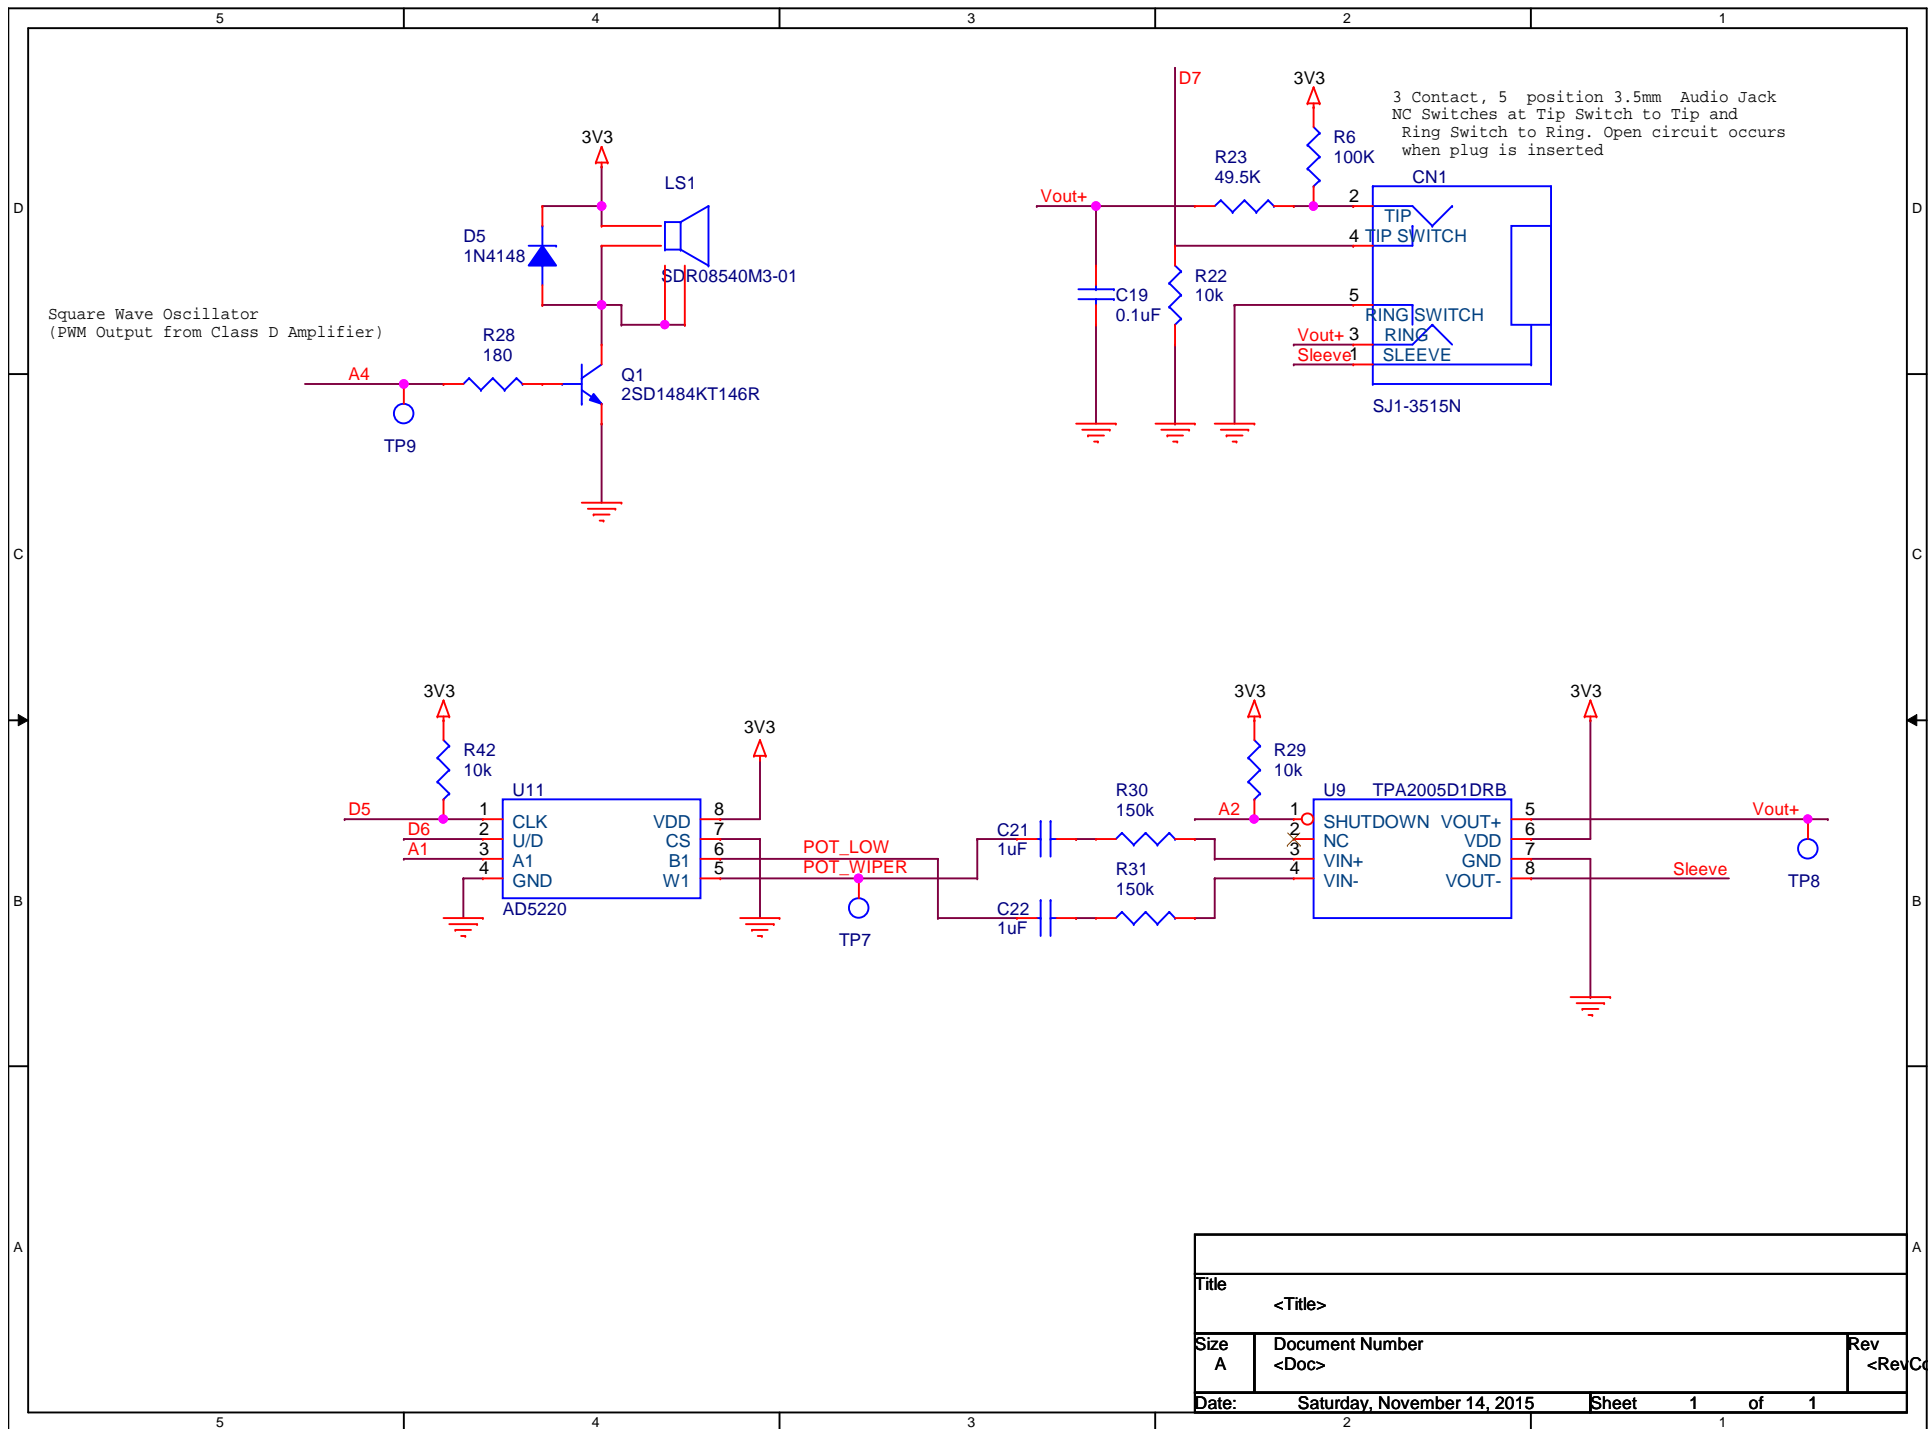 5 4 3 2 1
D
D
C
C
B
B
A
A
3V3
LS1
D5
1N4148
SDR08540M3-01
Square Wave Oscillator
(PWM Output from Class D Amplifier)
R28
180
A4
Q1
2SD1484KT146R
TP9
D7
3V3
3 Contact, 5 position 3.5mm Audio Jack
NC Switches at Tip Switch to Tip and
Ring Switch to Ring. Open circuit occurs
when plug is inserted
R6
100K
R23
49.5K
CN1
Vout+
2
TIP
4 TIP SWITCH
R22
10k
C19
0.1uF
5
RING SWITCH
Vout+ 3 RING
Sleeve 1 SLEEVE
SJ1-3515N
3V3
R42
10k
3V3
U11
D5 1 CLK VDD 8
D6 2 U/D CS 7
A1 3 A1 B1 6 POT_LOW
4 GND W1 5 POT_WIPER
AD5220
TP7
C21
1uF
R30
150k
R31
150k
C22
1uF
3V3
R29
10k
3V3
U9 TPA2005D1DRB
A2 1 SHUTDOWN VOUT+ 5 Vout+
2 NC VDD 6
3 VIN+ GND 7
4 VIN- VOUT- 8 Sleeve
TP8
Title
<Title>
Size Document Number Rev
A <Doc> <RevCo
Date: Saturday, November 14, 2015 Sheet 1 of 1
5 4 3 2 1